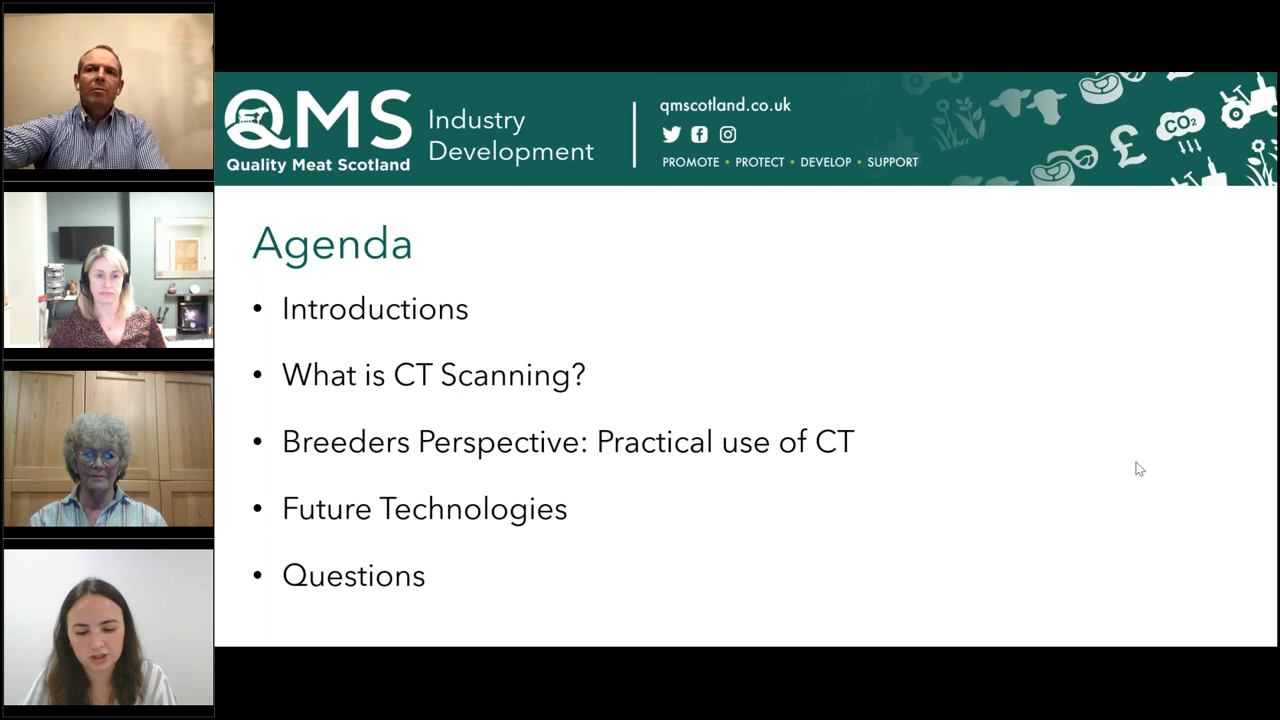 QMS
Quality Meat Scotland
Industry
Development
qmscotland.co.uk
PROMOTE • PROTECT • DEVELOP • SUPPORT
£
CO₂
Agenda
• Introductions
• What is CT Scanning?
• Breeders Perspective: Practical use of CT
• Future Technologies
• Questions